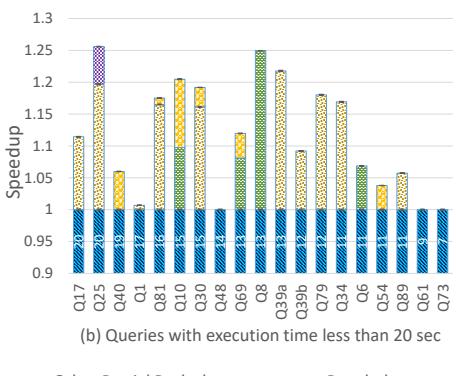 1.3
1.25
1.2
1.15
1.1
1.05
1
0.95
0.9
Speedup
20 20 19 17 16 15 15 14 13 13 13 12 12 11 11 11 11 9 7
Q17 Q25 Q40 Q1 Q81 Q10 Q30 Q48 Q69 Q8 Q39a Q39b Q79 Q34 Q6 Q54 Q89 Q61 Q73
(b) Queries with execution time less than 20 sec